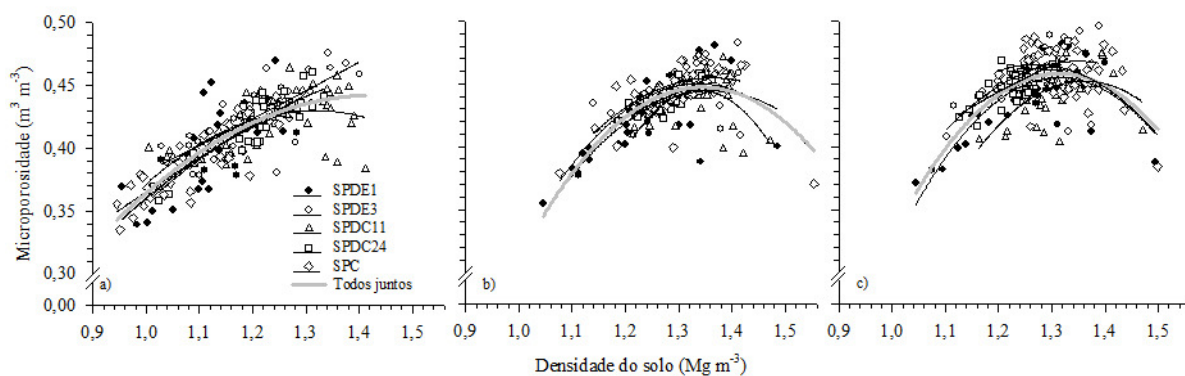 Microporosidade (m³ m⁻³)
0,50
0,45
0,40
0,35
0,30
0,00
SPDE1
SPDE3
SPDC11
SPDC24
SPC
Todos juntos
a)
b)
c)
0,9 1,0 1,1 1,2 1,3 1,4 1,5
0,9 1,0 1,1 1,2 1,3 1,4 1,5
0,9 1,0 1,1 1,2 1,3 1,4 1,5
Densidade do solo (Mg m⁻³)